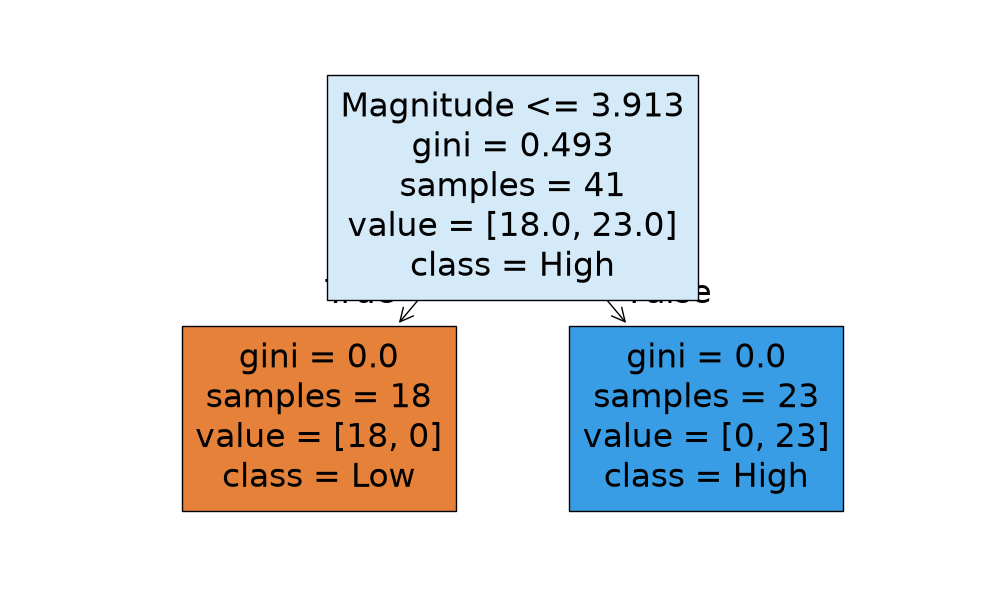 Magnitude <= 3.913
gini = 0.493
samples = 41
value = [18.0, 23.0]
class = High
gini = 0.0
samples = 18
value = [18, 0]
class = Low
gini = 0.0
samples = 23
value = [0, 23]
class = High